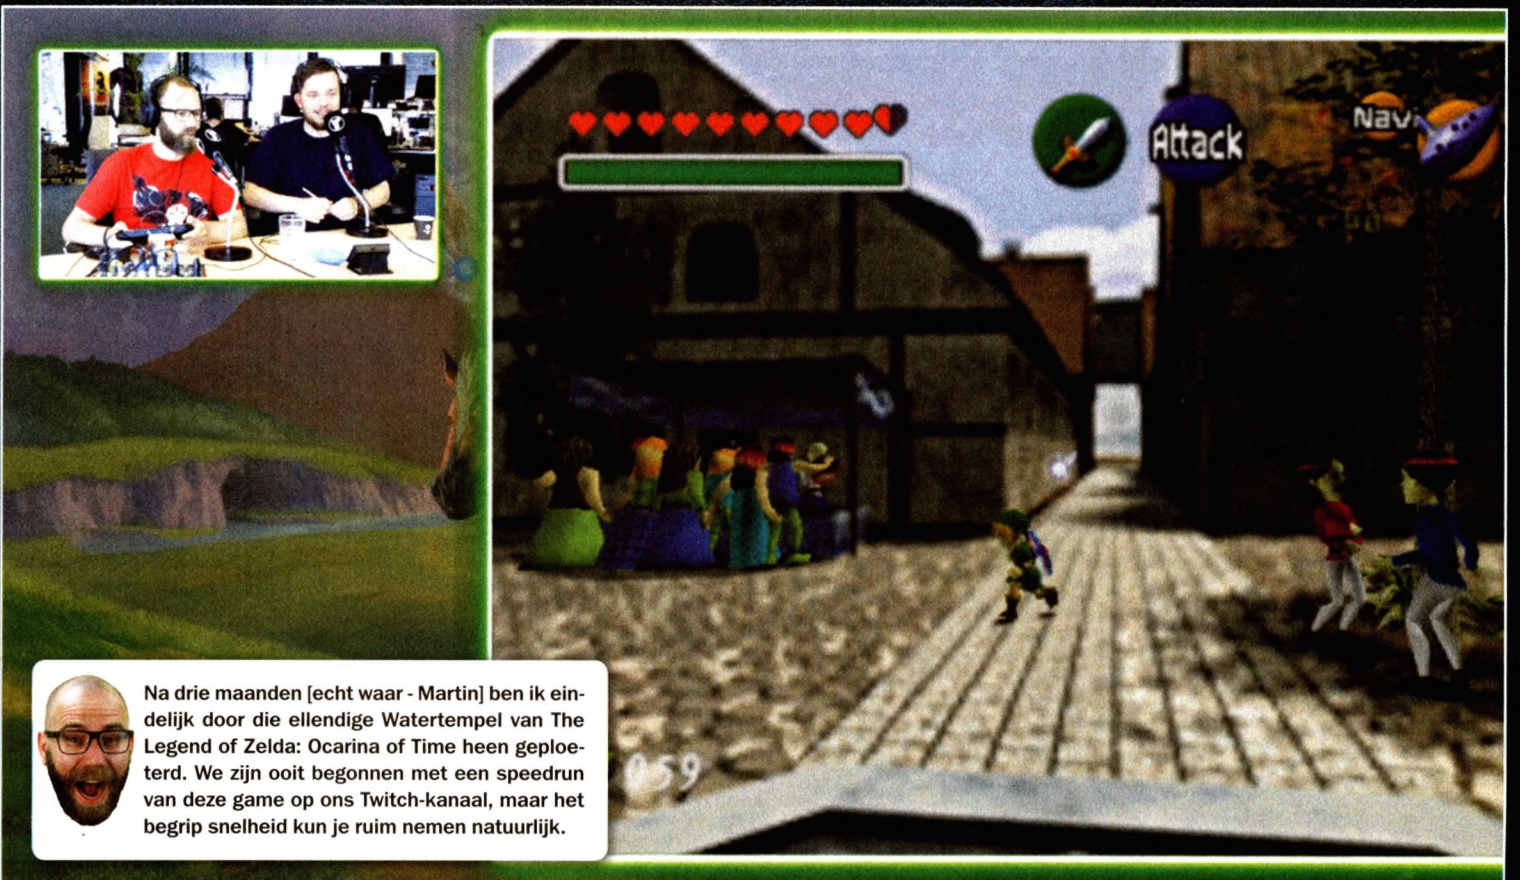 Attack
Navi
Na drie maanden [echt waar - Martin] ben ik ein-
delijk door die ellendige Watertempel van The
Legend of Zelda: Ocarina of Time heen geploe-
terd. We zijn ooit begonnen met een speedrun
van deze game op ons Twitch-kanaal, maar het
begrip snelheid kun je ruim nemen natuurlijk.
059